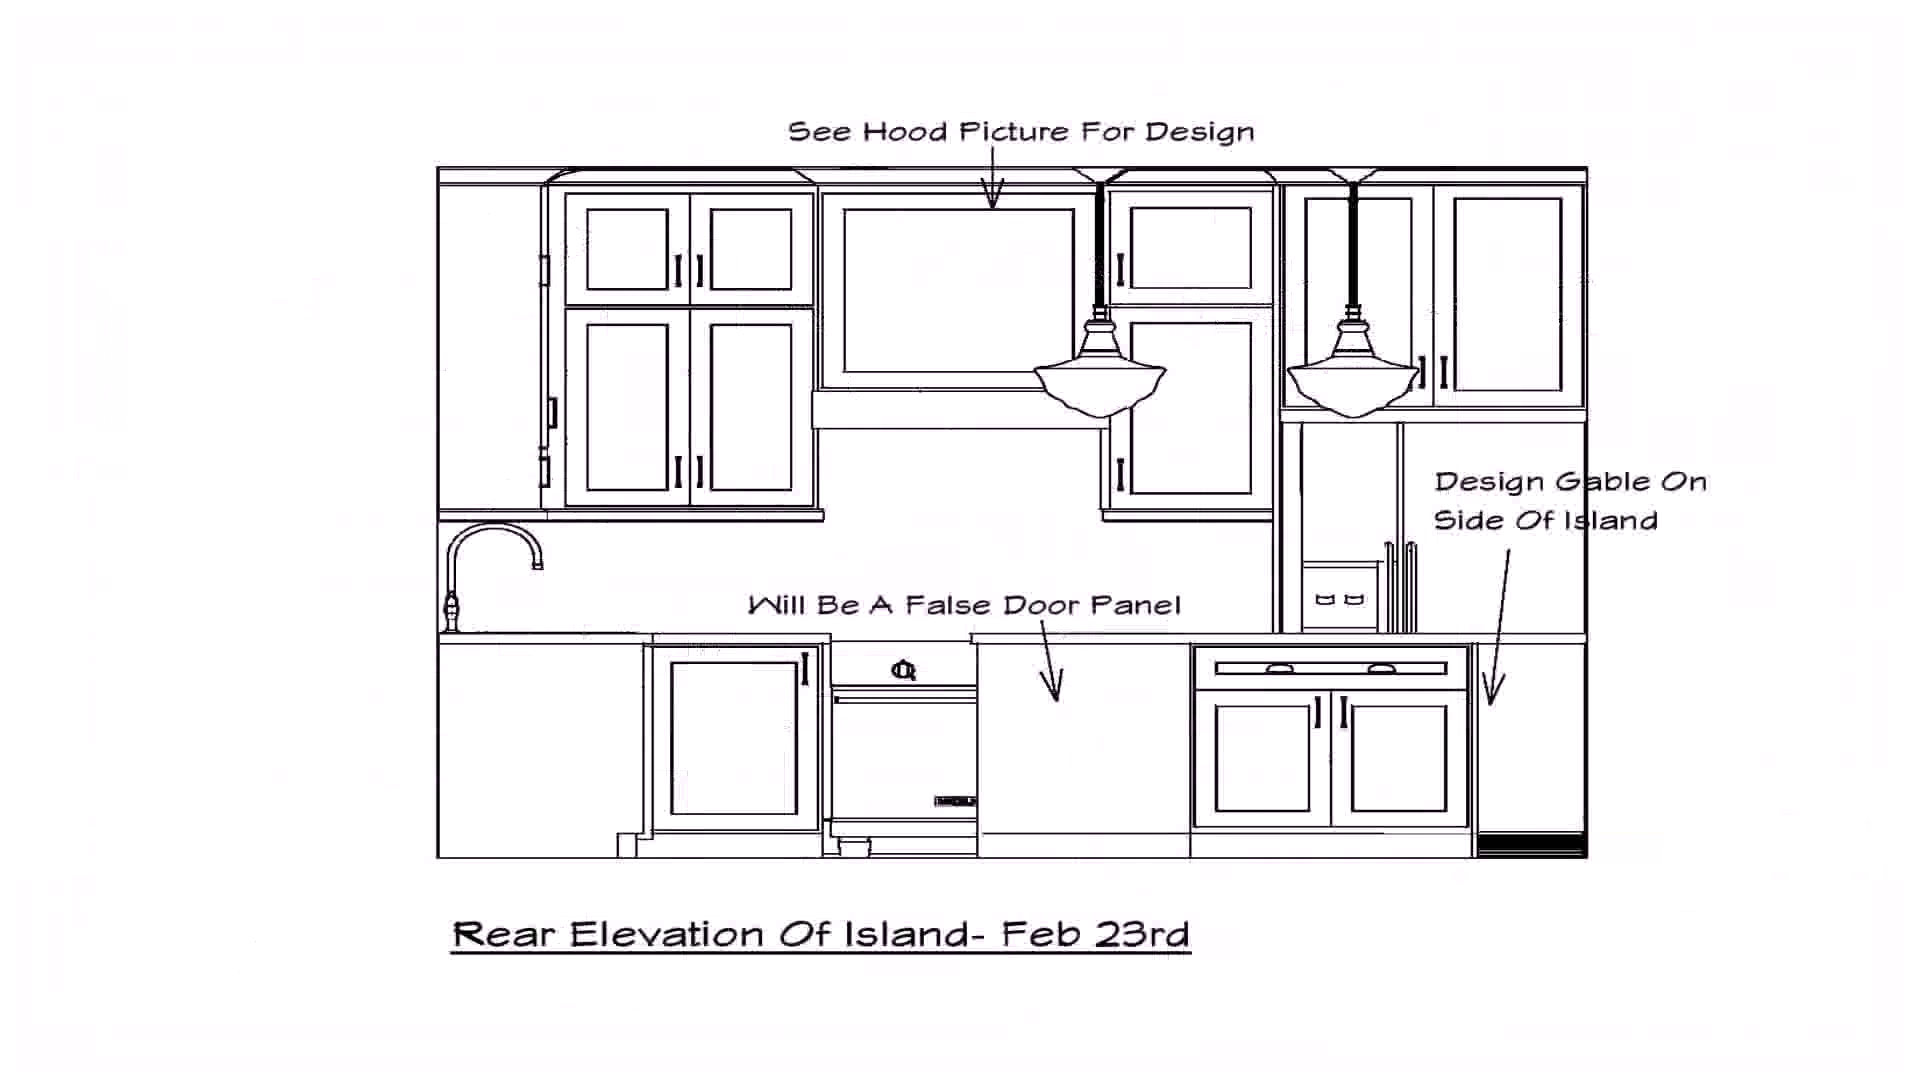 See Hood Picture For Design
Design Gable On
Side Of Island
Will Be A False Door Panel
Rear Elevation Of Island- Feb 23rd